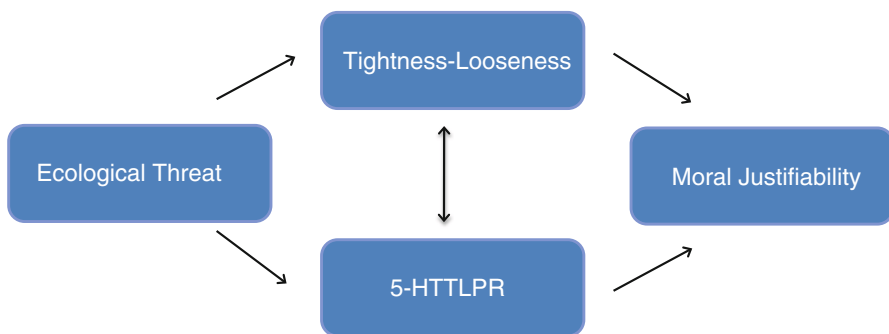 Tightness-Looseness
Ecological Threat
Moral Justifiability
5-HTTLPR